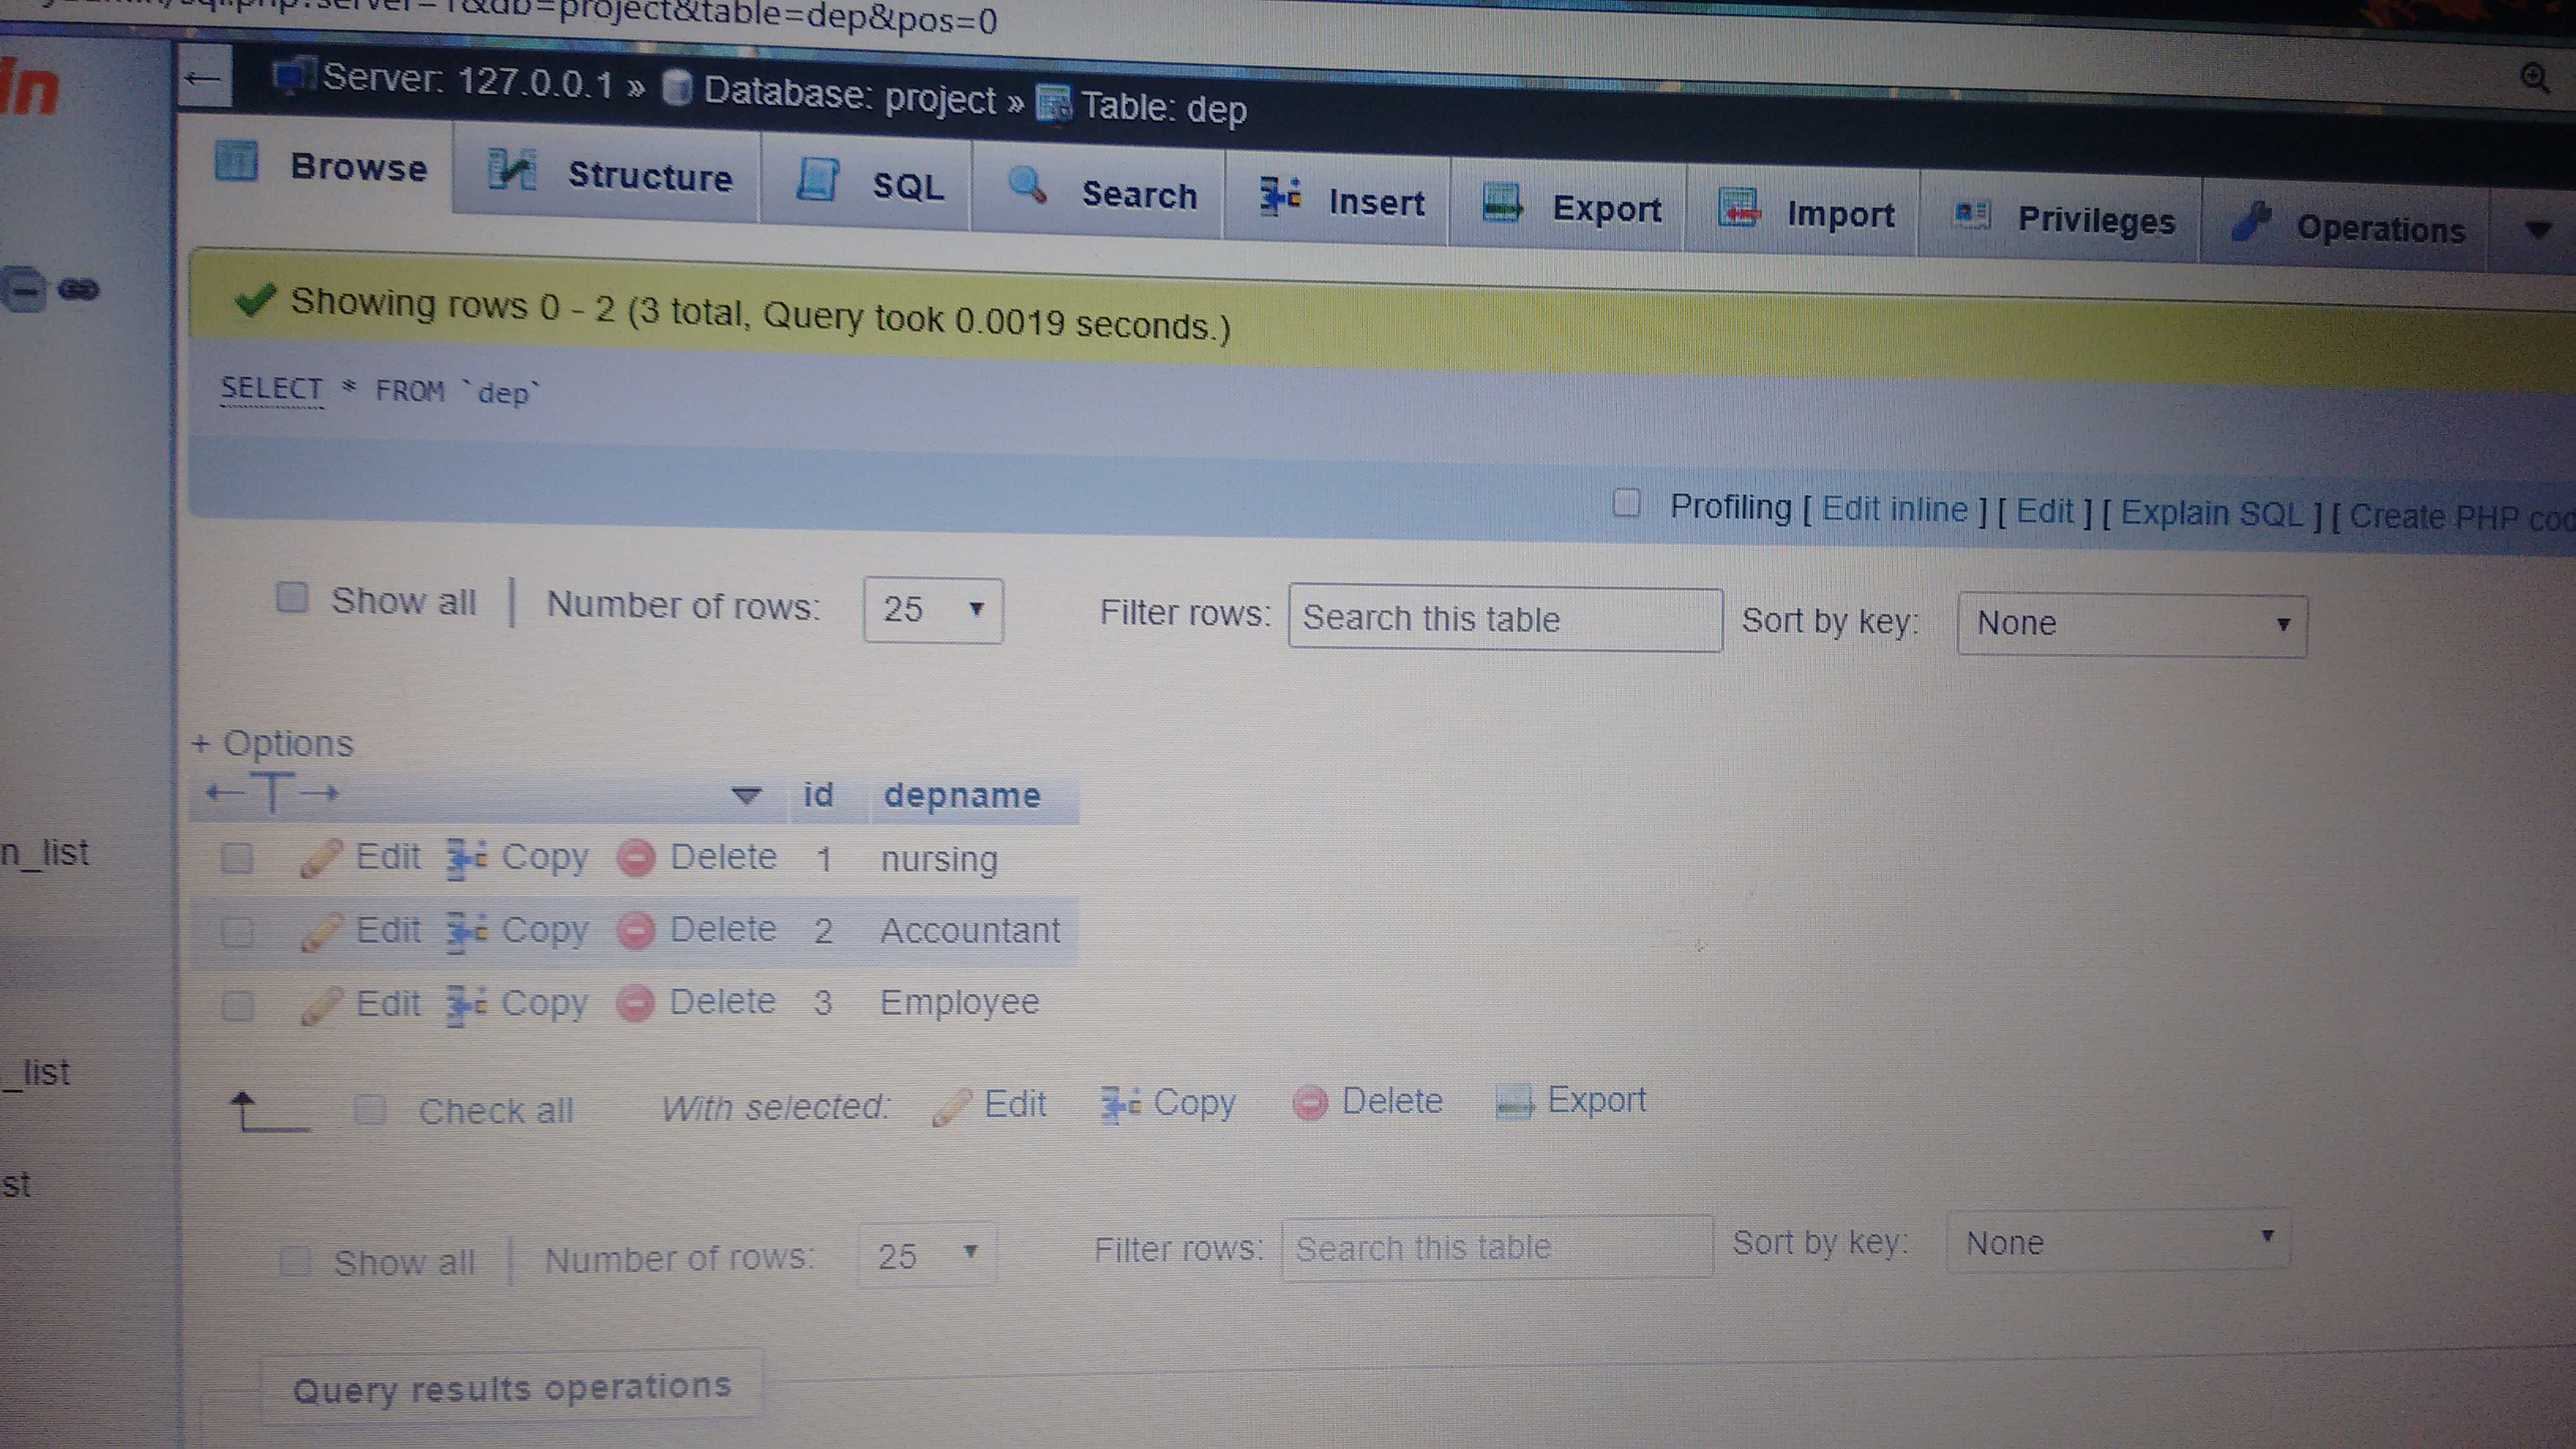 sql.php?server=1&db=project&table=dep&pos=0
in
Server: 127.0.0.1 » Database: project » Table: dep
Browse Structure SQL Search Insert Export Import Privileges Operations
Showing rows 0 - 2 (3 total, Query took 0.0019 seconds.)
SELECT * FROM `dep`
Profiling [ Edit inline ] [ Edit ] [ Explain SQL ] [ Create PHP cod
Show all Number of rows: 25 Filter rows: Search this table Sort by key: None
+ Options
←T→ id depname
Edit Copy Delete 1 nursing
n_list
Edit Copy Delete 2 Accountant
Edit Copy Delete 3 Employee
_list
Check all With selected: Edit Copy Delete Export
st
Show all Number of rows: 25 Filter rows: Search this table Sort by key: None
Query results operations